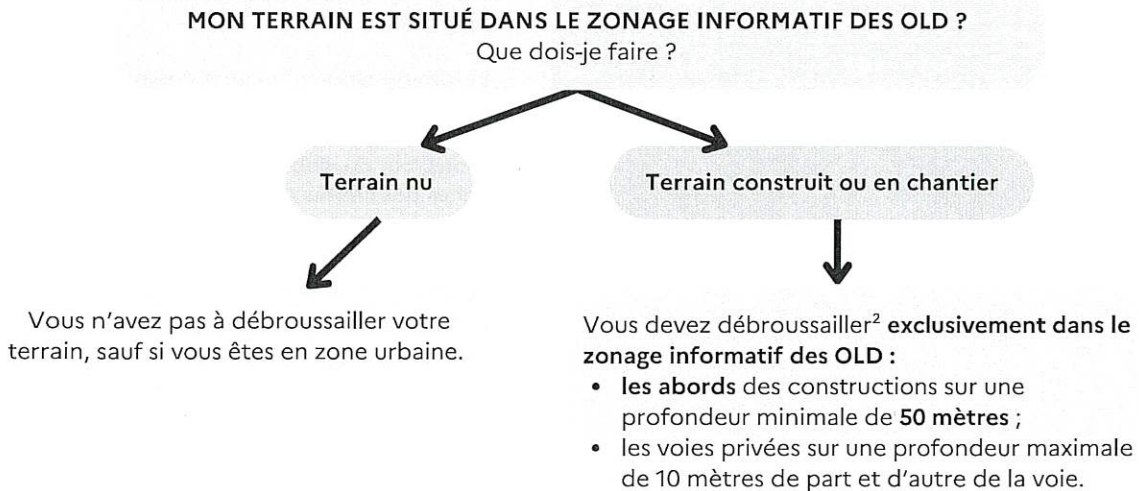 MON TERRAIN EST SITUÉ DANS LE ZONAGE INFORMATIF DES OLD ?
Que dois-je faire ?
Terrain nu
Terrain construit ou en chantier
Vous n'avez pas à débroussailler votre
terrain, sauf si vous êtes en zone urbaine.
Vous devez débroussailler² exclusivement dans le
zonage informatif des OLD :
• les abords des constructions sur une
profondeur minimale de 50 mètres ;
• les voies privées sur une profondeur maximale
de 10 mètres de part et d'autre de la voie.